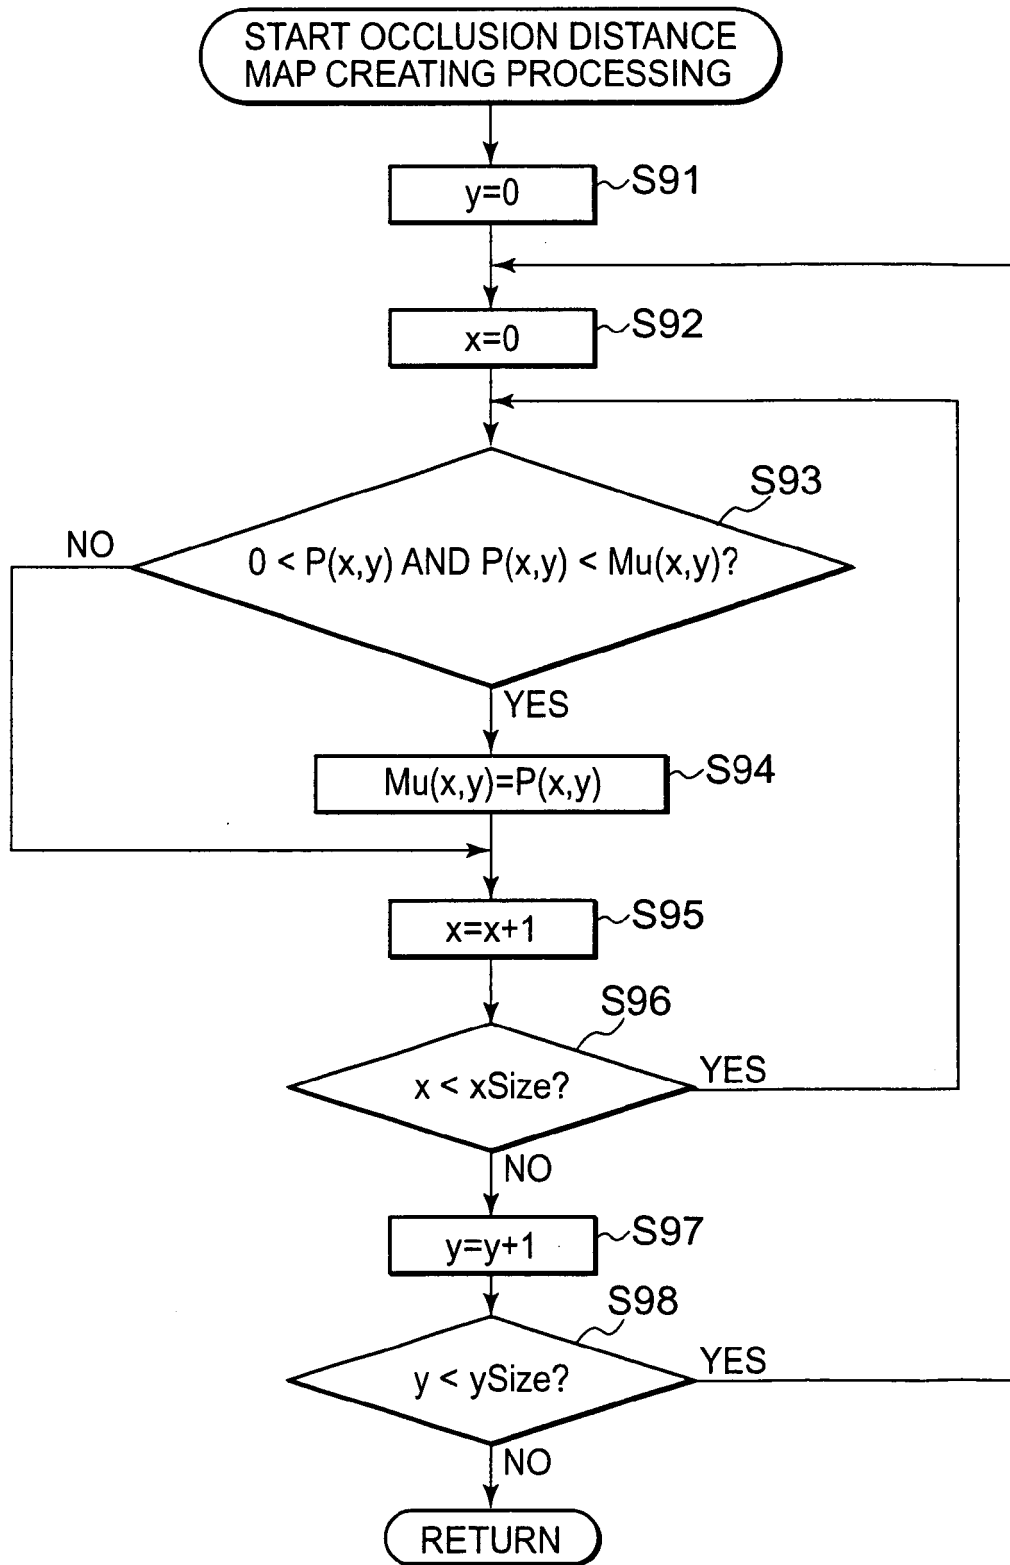 START OCCLUSION DISTANCE
MAP CREATING PROCESSING
y=0
S91
x=0
S92
S93
NO
0 < P(x,y) AND P(x,y) < Mu(x,y)?
YES
Mu(x,y)=P(x,y)
S94
x=x+1
S95
S96
x < xSize?
YES
NO
y=y+1
S97
S98
y < ySize?
YES
NO
RETURN